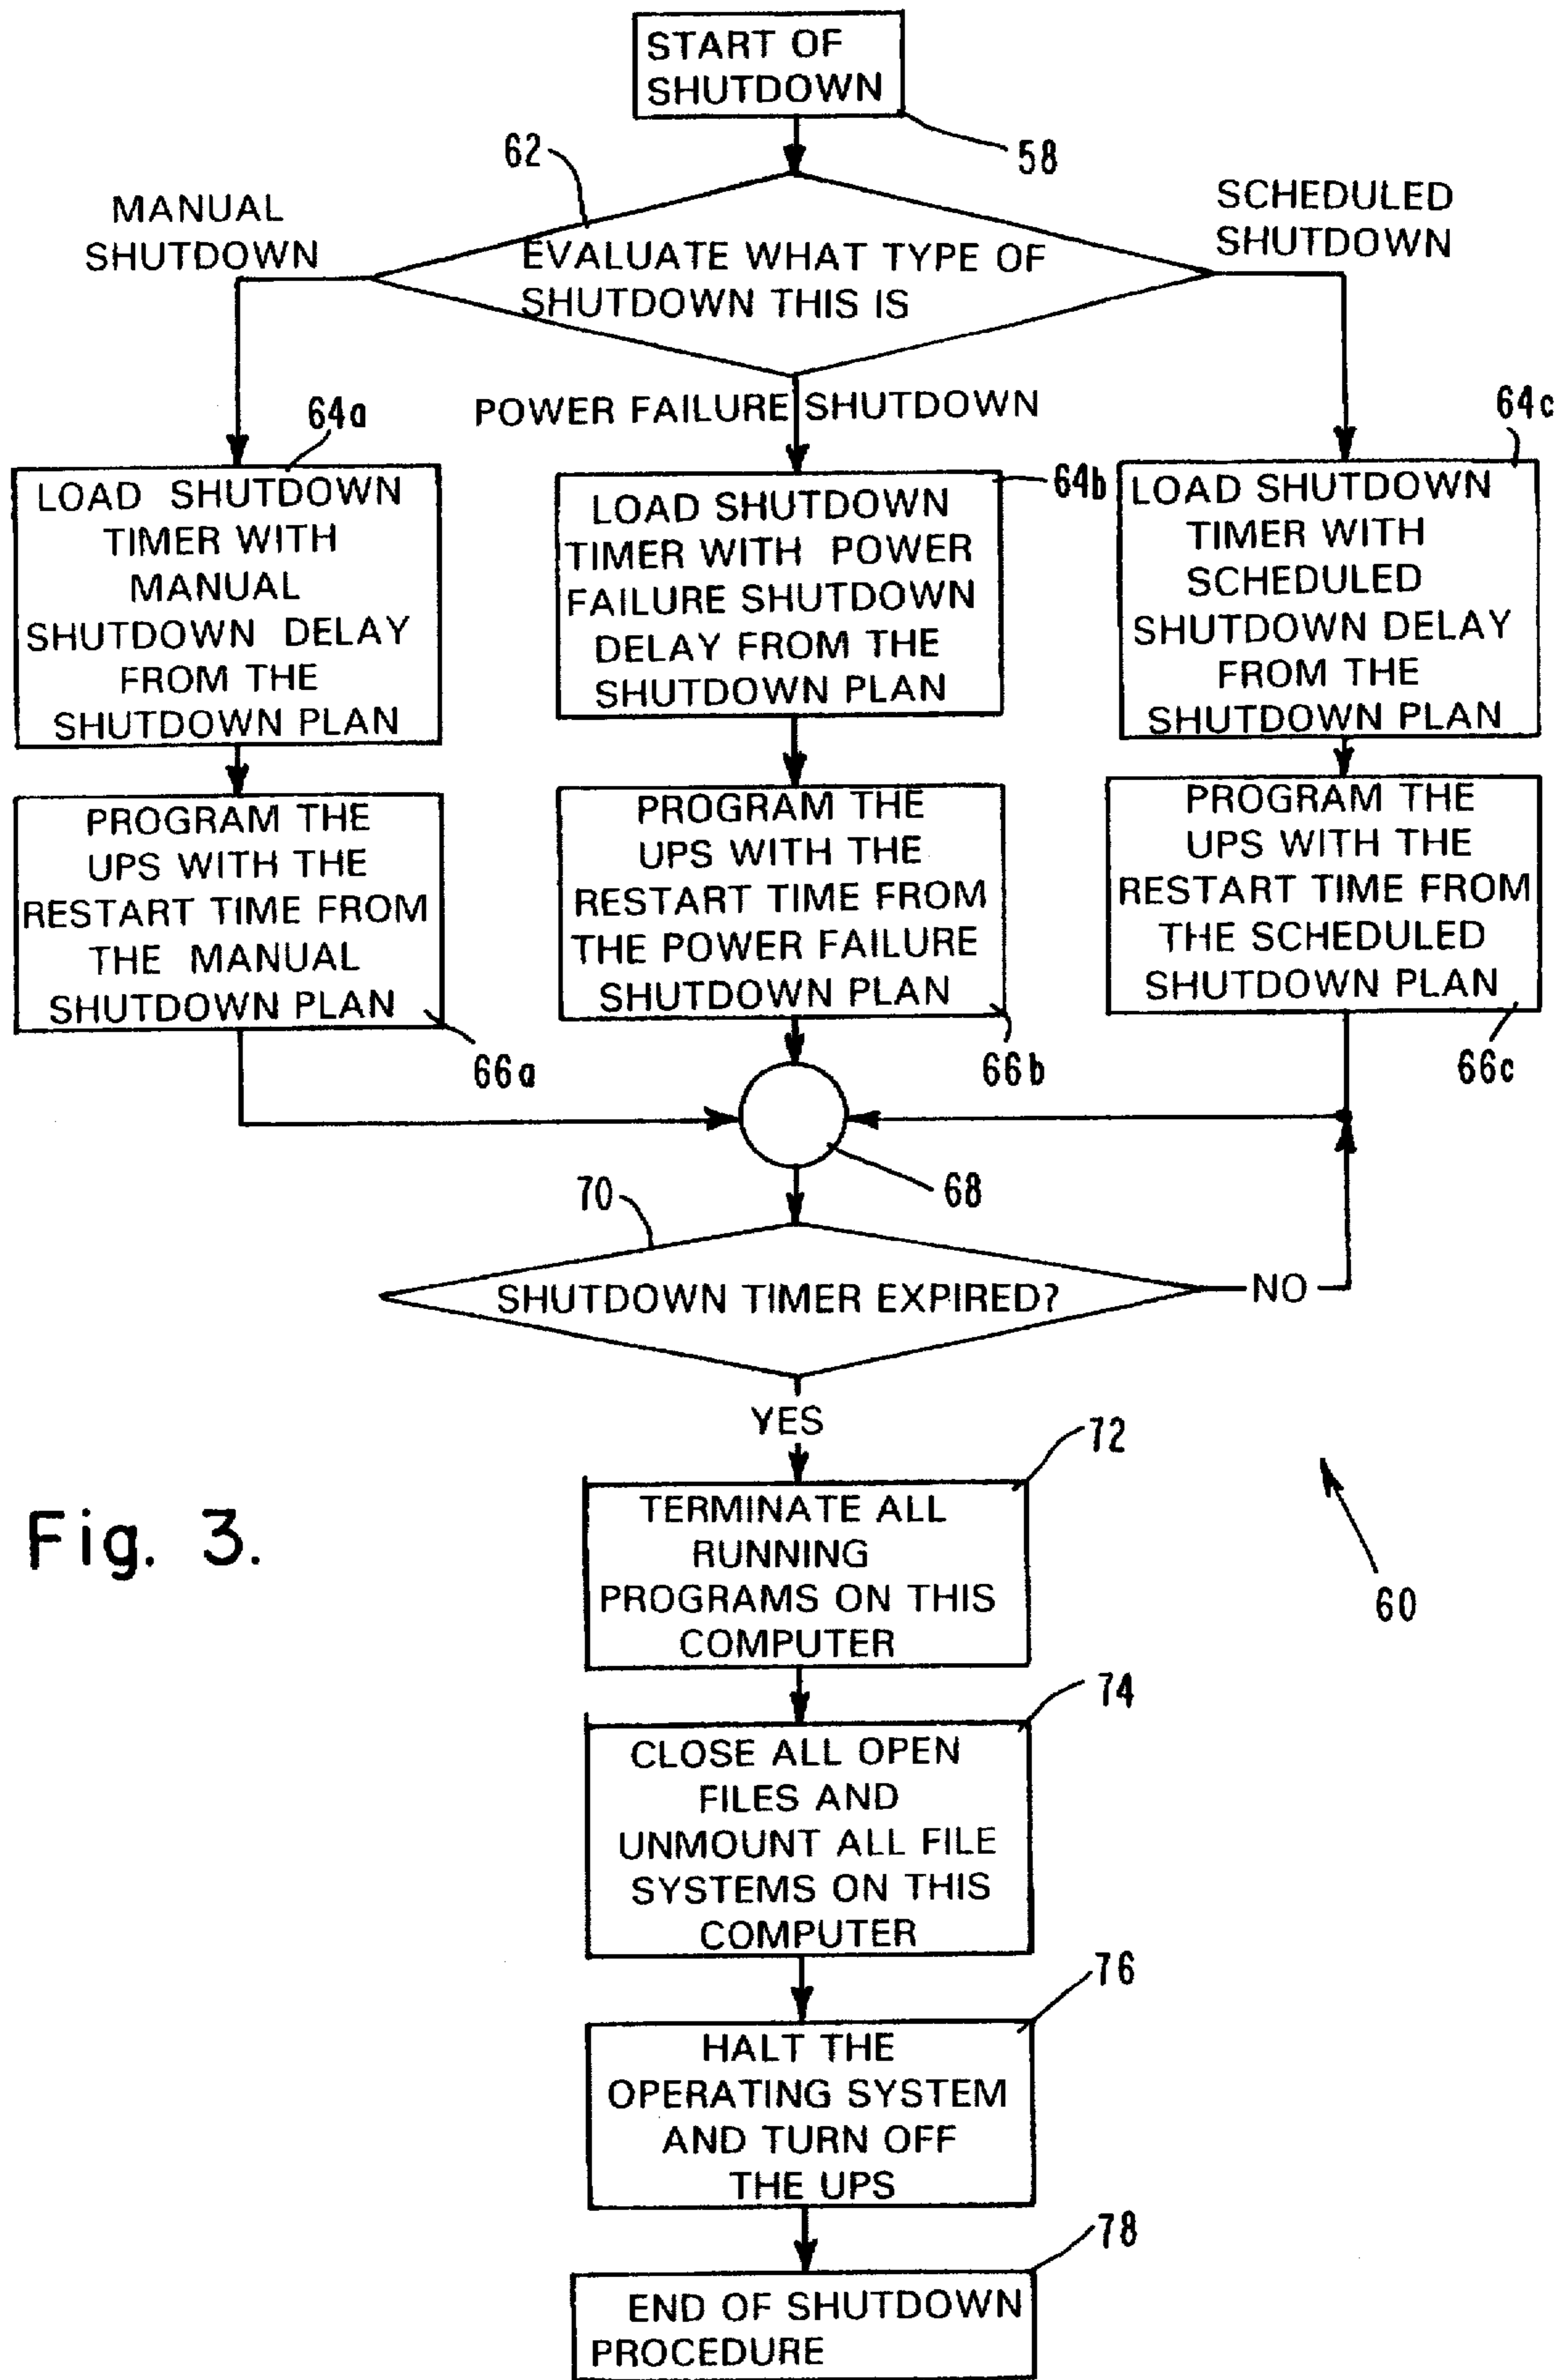 START OF
SHUTDOWN
58
62
MANUAL
SHUTDOWN
SCHEDULED
SHUTDOWN
EVALUATE WHAT TYPE OF
SHUTDOWN THIS IS
POWER FAILURE SHUTDOWN
64a
LOAD SHUTDOWN
TIMER WITH
MANUAL
SHUTDOWN DELAY
FROM THE
SHUTDOWN PLAN
64b
LOAD SHUTDOWN
TIMER WITH POWER
FAILURE SHUTDOWN
DELAY FROM THE
SHUTDOWN PLAN
64c
LOAD SHUTDOWN
TIMER WITH
SCHEDULED
SHUTDOWN DELAY
FROM THE
SHUTDOWN PLAN
PROGRAM THE
UPS WITH THE
RESTART TIME FROM
THE MANUAL
SHUTDOWN PLAN
66a
PROGRAM THE
UPS WITH THE
RESTART TIME FROM
THE POWER FAILURE
SHUTDOWN PLAN
66b
PROGRAM THE
UPS WITH THE
RESTART TIME FROM
THE SCHEDULED
SHUTDOWN PLAN
66c
68
70
SHUTDOWN TIMER EXPIRED?
NO
YES
72
TERMINATE ALL
RUNNING
PROGRAMS ON THIS
COMPUTER
Fig. 3.
60
74
CLOSE ALL OPEN
FILES AND
UNMOUNT ALL FILE
SYSTEMS ON THIS
COMPUTER
76
HALT THE
OPERATING SYSTEM
AND TURN OFF
THE UPS
78
END OF SHUTDOWN
PROCEDURE